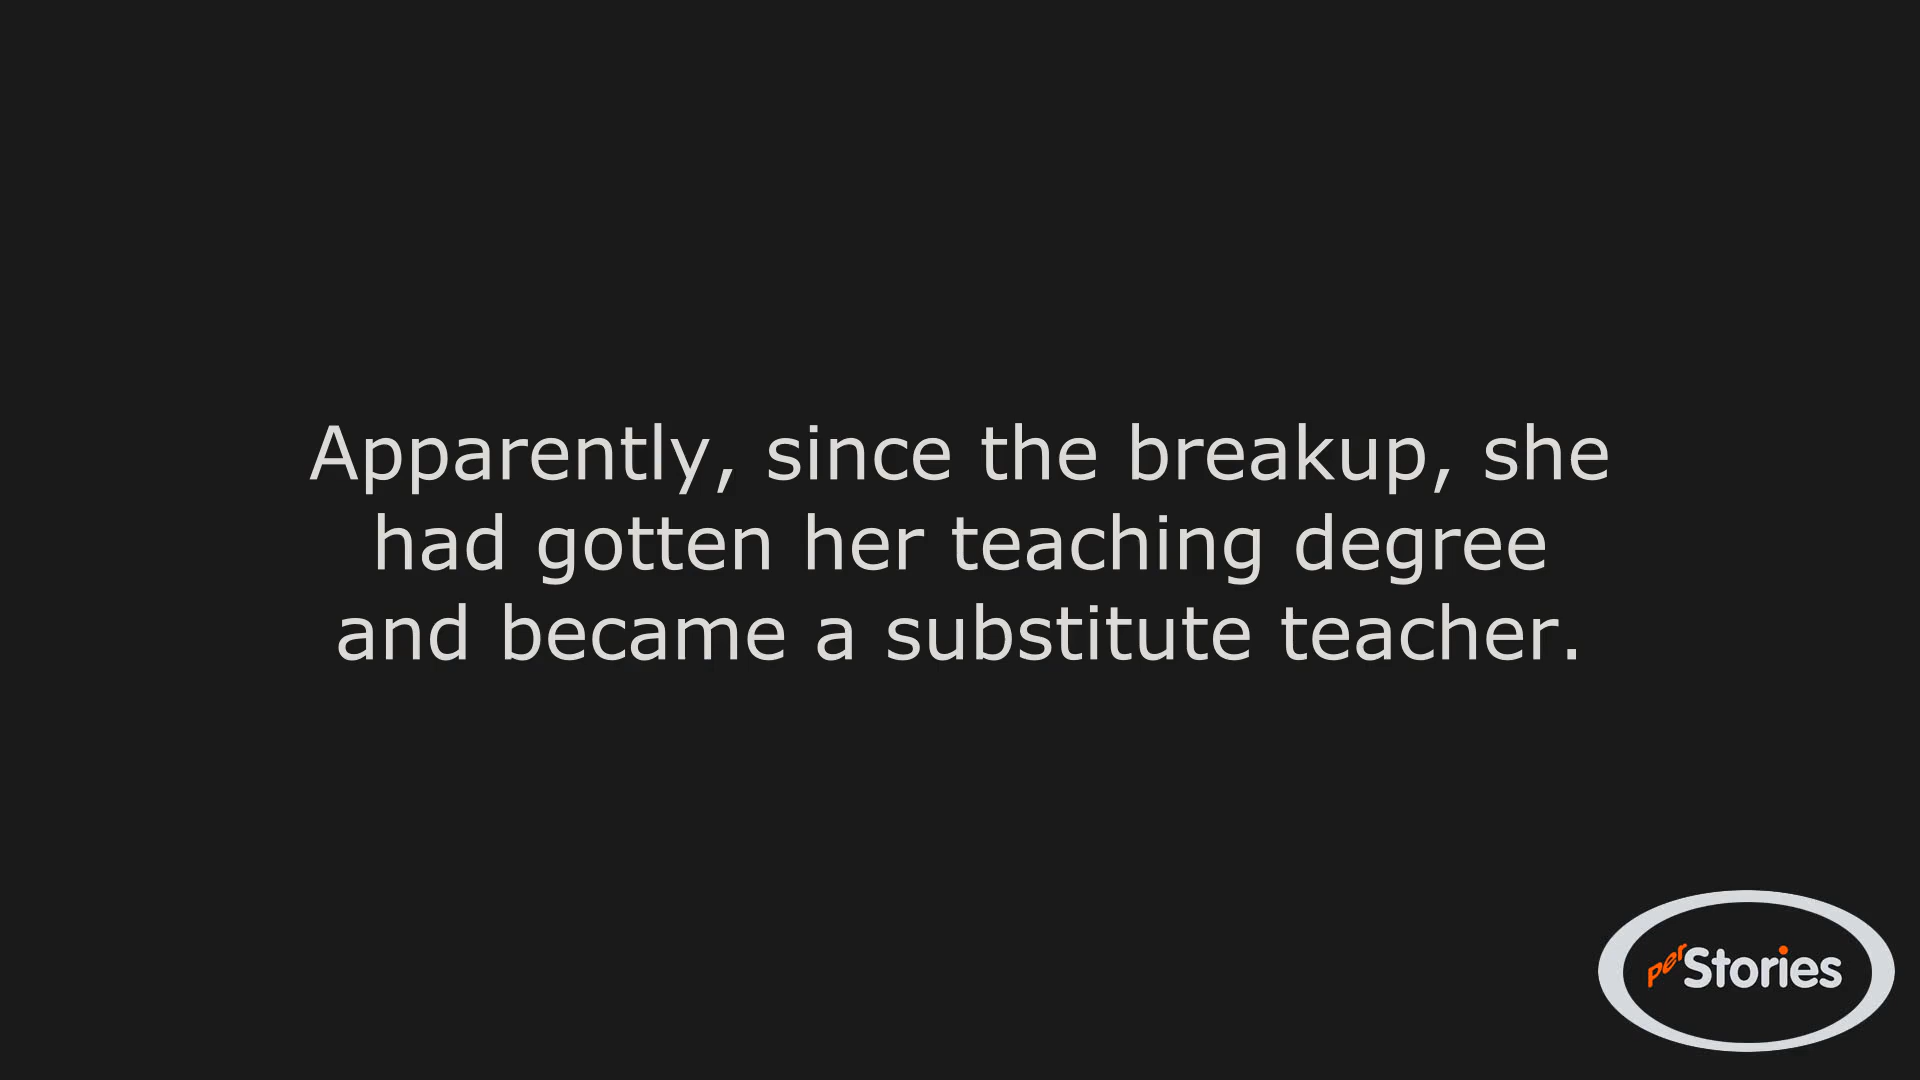 Apparently, since the breakup, she
had gotten her teaching degree
and became a substitute teacher.
perStories